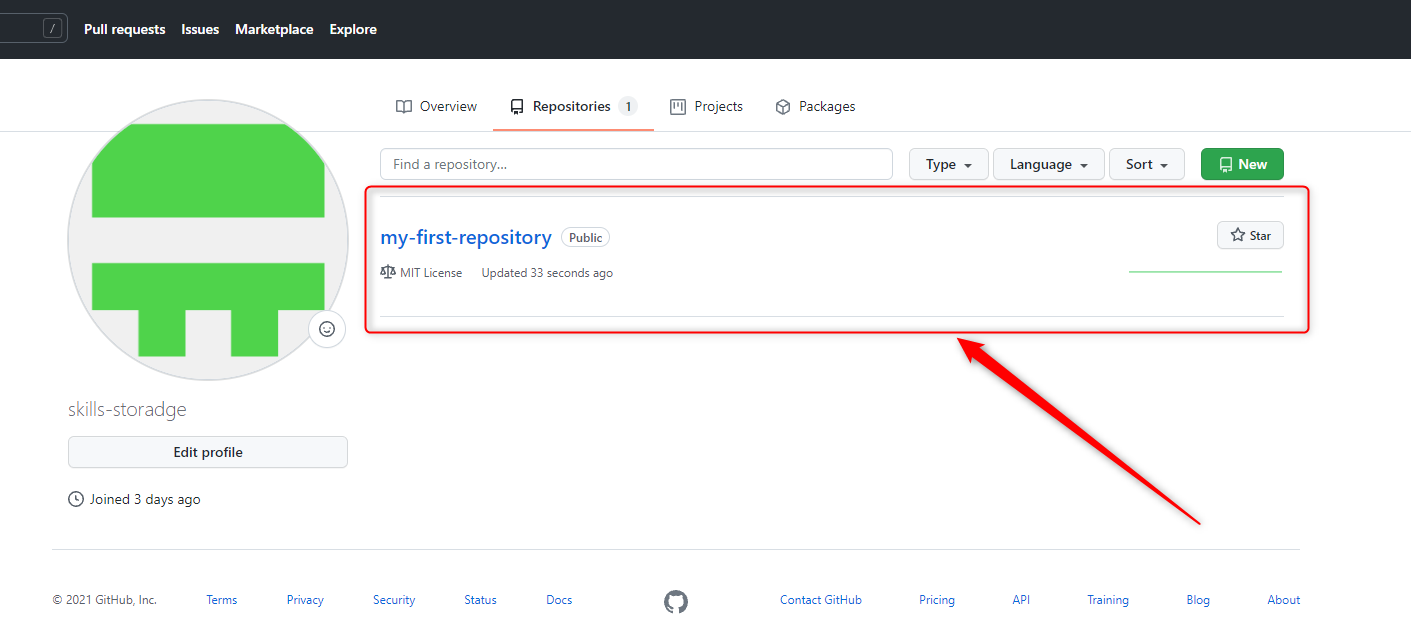 / Pull requests Issues Marketplace Explore
Overview Repositories 1 Projects Packages
Find a repository... Type Language Sort New
my-first-repository Public Star
MIT License Updated 33 seconds ago
skills-storadge
Edit profile
Joined 3 days ago
© 2021 GitHub, Inc. Terms Privacy Security Status Docs Contact GitHub Pricing API Training Blog About